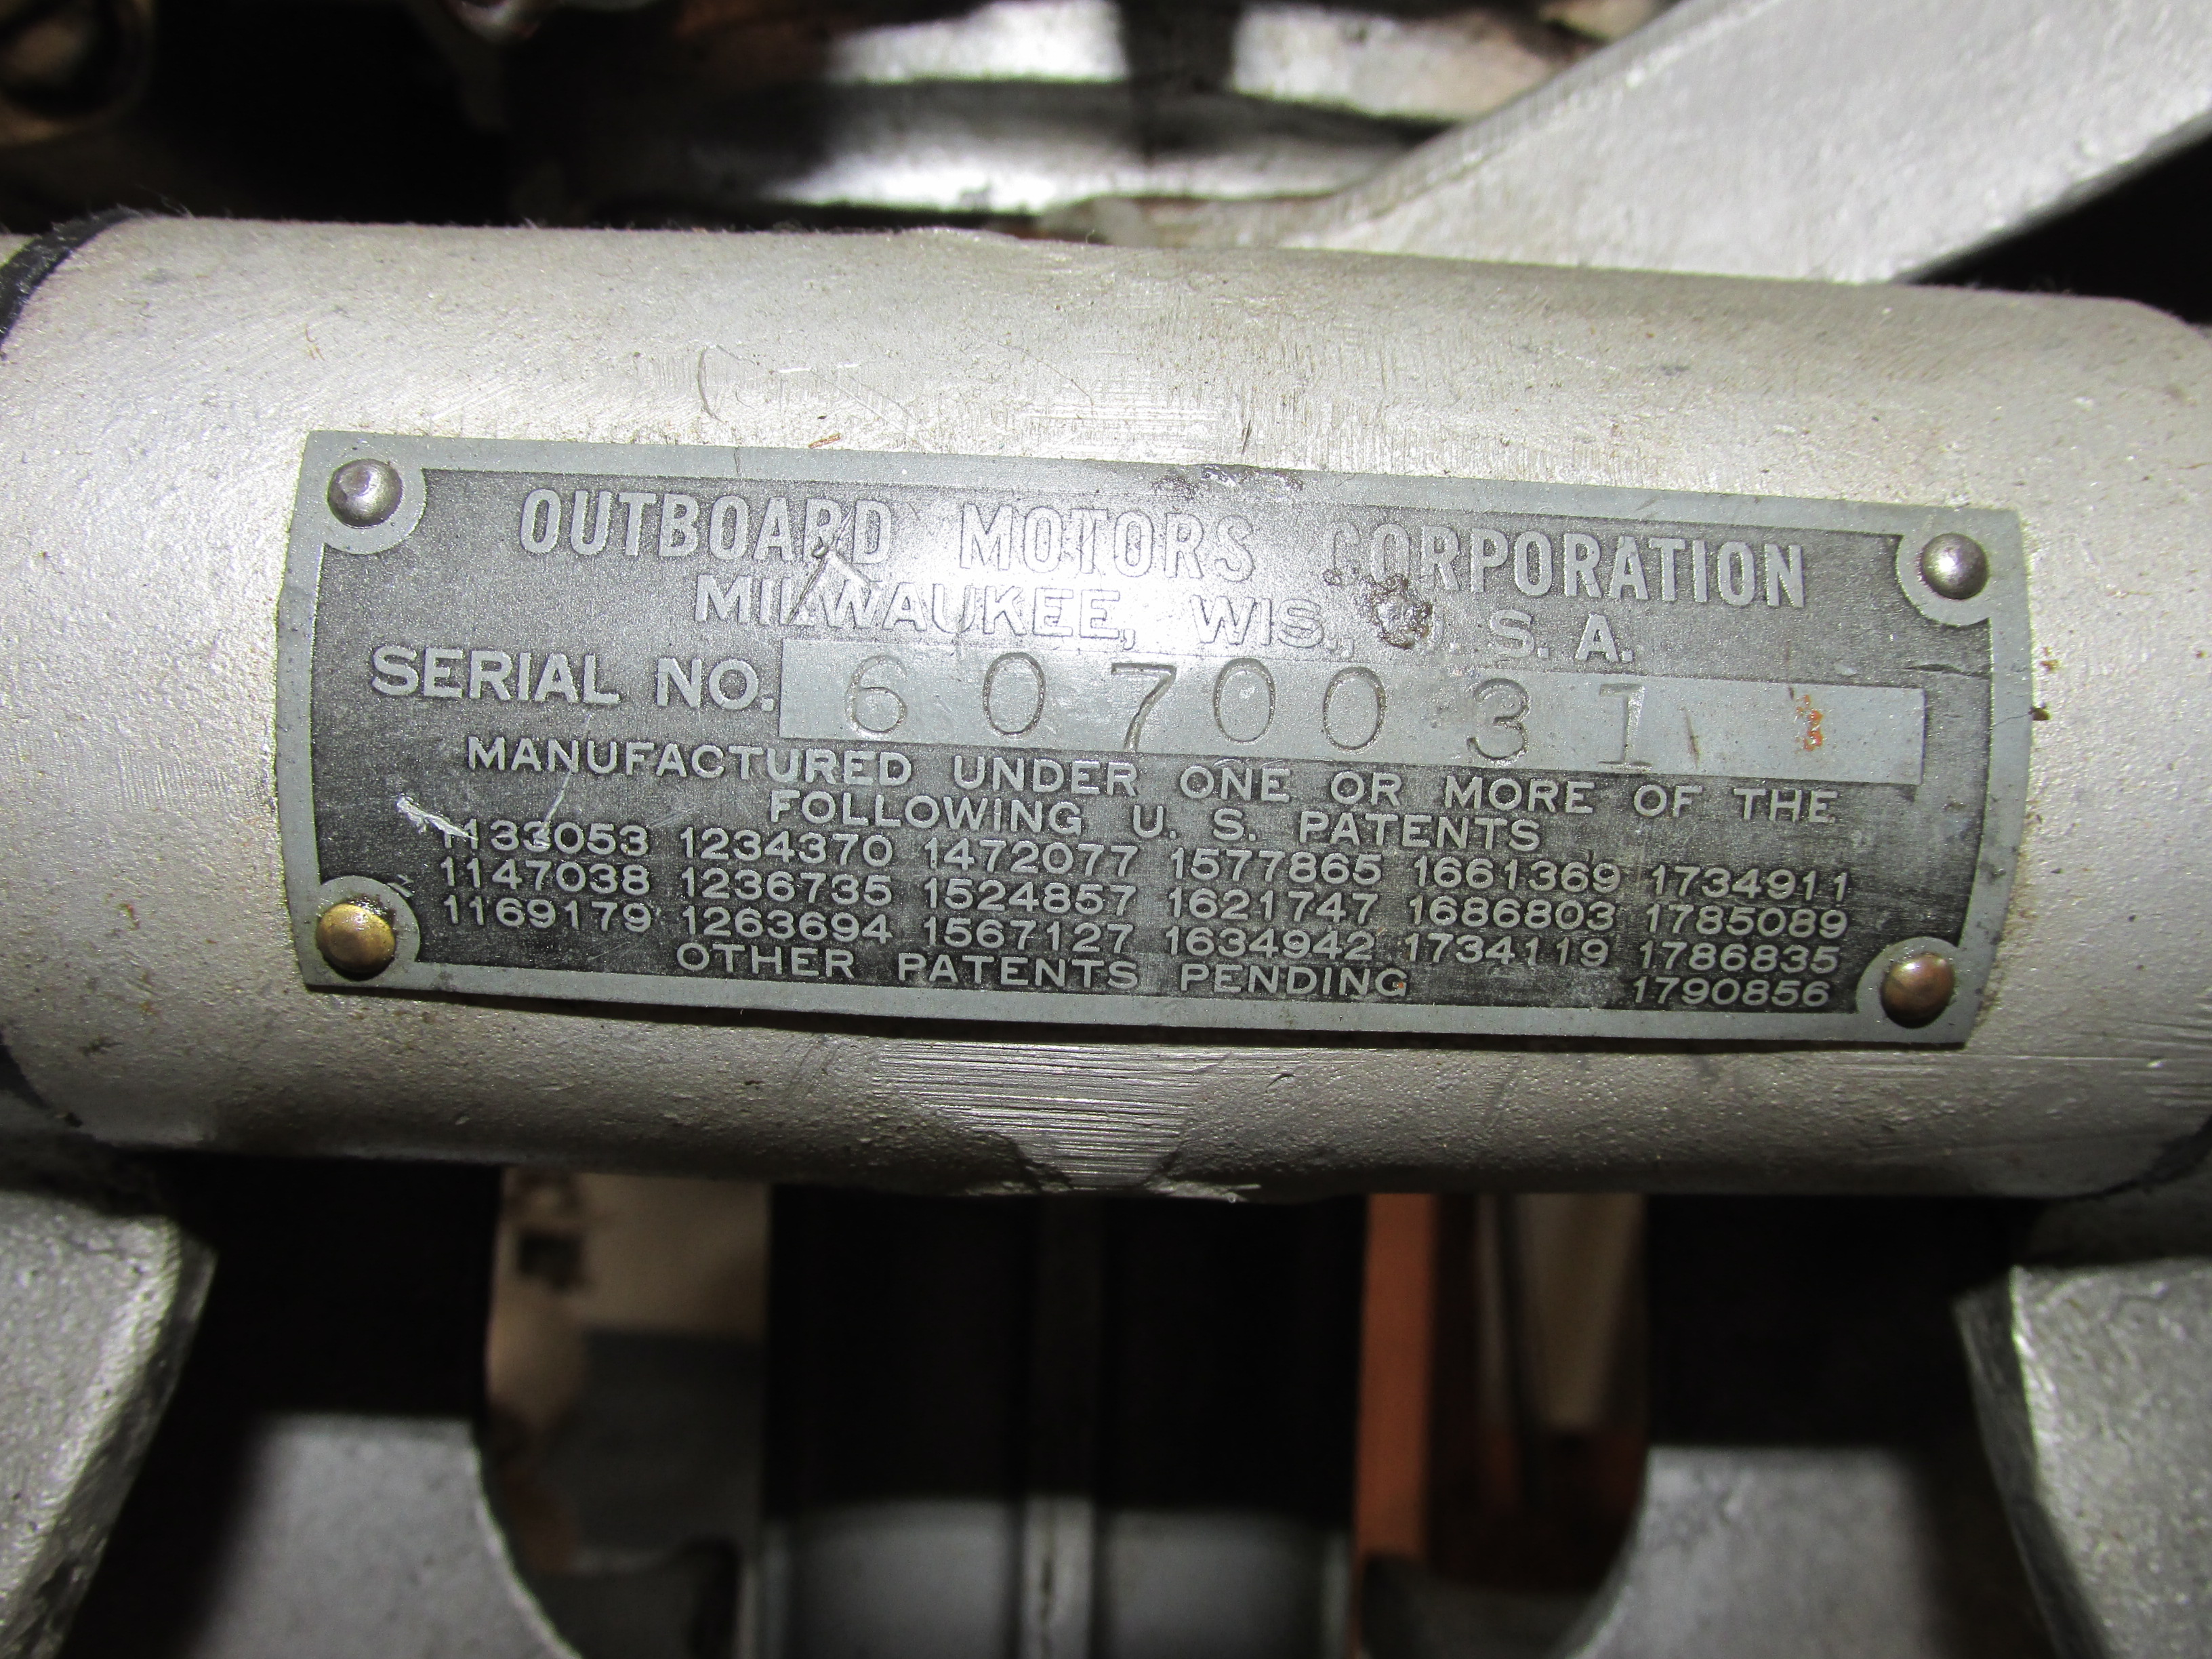 OUTBOARD MOTORS CORPORATION
MILWAUKEE, WIS., U. S. A.
SERIAL NO. 6070031
MANUFACTURED UNDER ONE OR MORE OF THE
FOLLOWING U. S. PATENTS
1133053 1234370 1472077 1577865 1661369 1734911
1147038 1236735 1524857 1621747 1686803 1785089
1169179 1263694 1567127 1634942 1734119 1786835
OTHER PATENTS PENDING 1790856